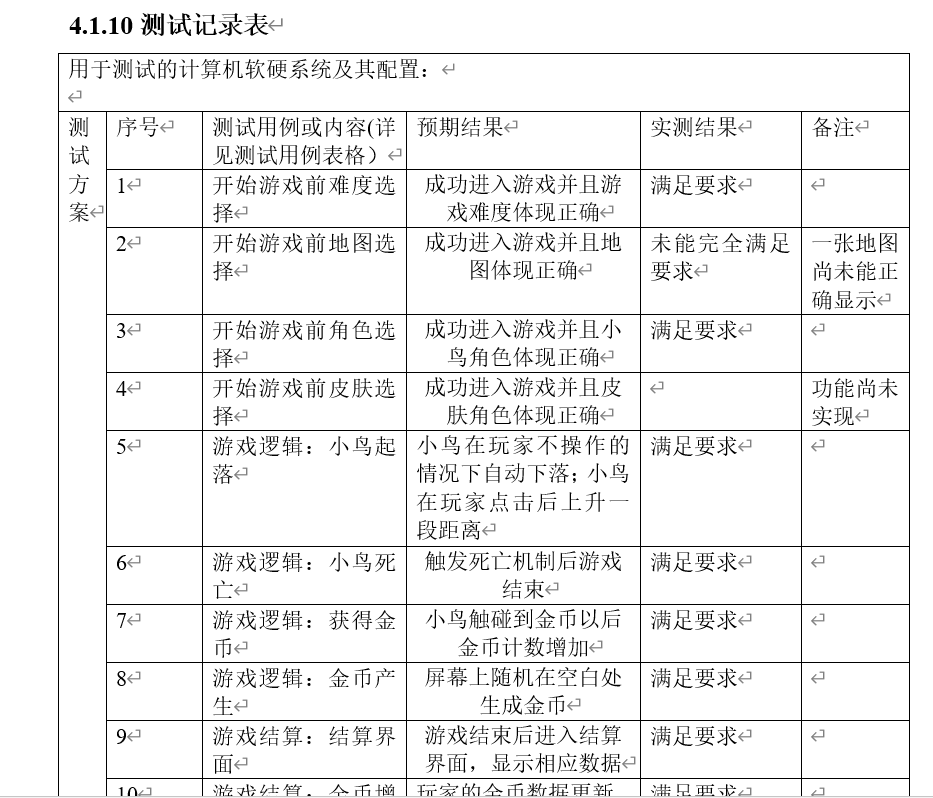 4.1.10 测试记录表
用于测试的计算机软硬系统及其配置：
测
试
方
案
序号
测试用例或内容(详
见测试用例表格）
预期结果
实测结果
备注
1
开始游戏前难度选
择
成功进入游戏并且游
戏难度体现正确
满足要求
2
开始游戏前地图选
择
成功进入游戏并且地
图体现正确
未能完全满足
要求
一张地图
尚未能正
确显示
3
开始游戏前角色选
择
成功进入游戏并且小
鸟角色体现正确
满足要求
4
开始游戏前皮肤选
择
成功进入游戏并且皮
肤角色体现正确
功能尚未
实现
5
游戏逻辑：小鸟起
落
小鸟在玩家不操作的
情况下自动下落；小鸟
在玩家点击后上升一
段距离
满足要求
6
游戏逻辑：小鸟死
亡
触发死亡机制后游戏
结束
满足要求
7
游戏逻辑：获得金
币
小鸟触碰到金币以后
金币计数增加
满足要求
8
游戏逻辑：金币产
生
屏幕上随机在空白处
生成金币
满足要求
9
游戏结算：结算界
面
游戏结束后进入结算
界面，显示相应数据
满足要求
10
游戏结算：金币增
玩家的金币数据更新
满足要求